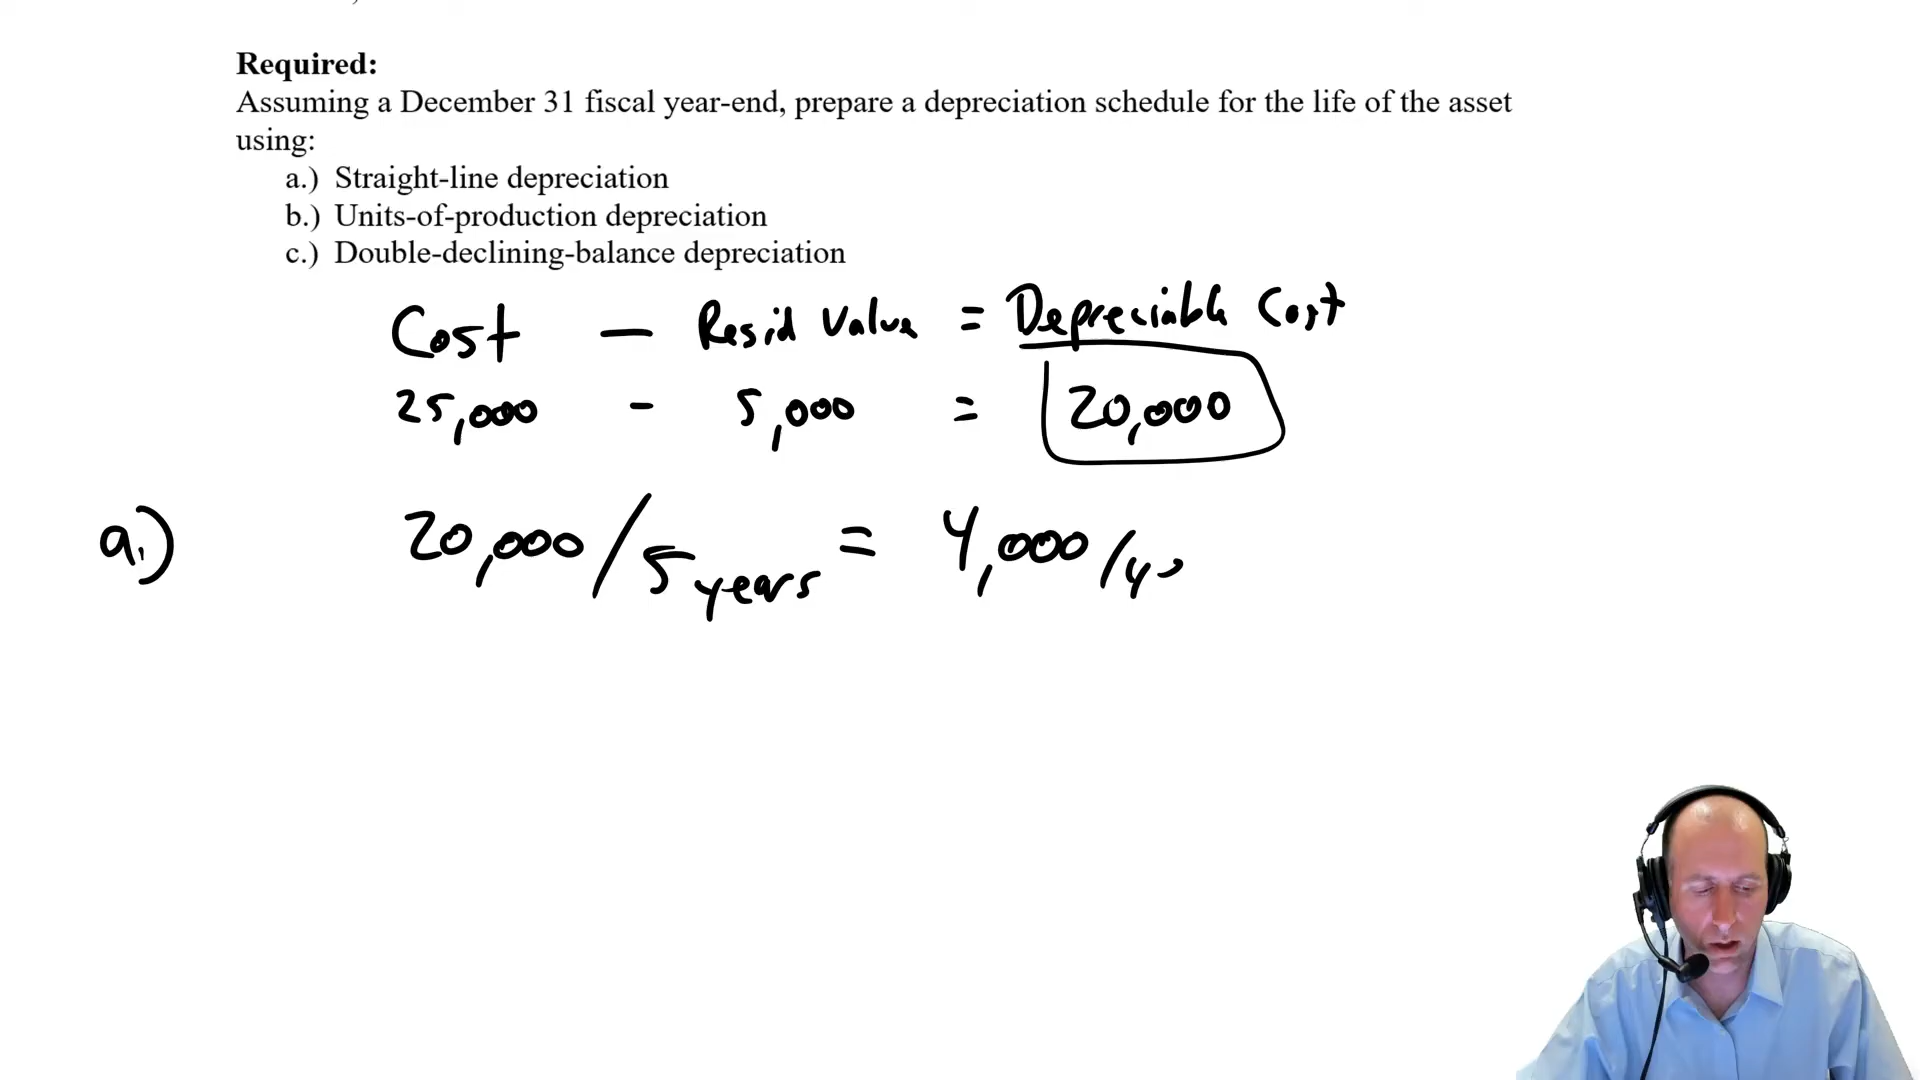 Required:
Assuming a December 31 fiscal year-end, prepare a depreciation schedule for the life of the asset
using:
a.) Straight-line depreciation
b.) Units-of-production depreciation
c.) Double-declining-balance depreciation
Cost - Resid Value = Depreciable Cost
25,000 - 5,000 = 20,000
a.) 20,000 / 5 years = 4,000 / y